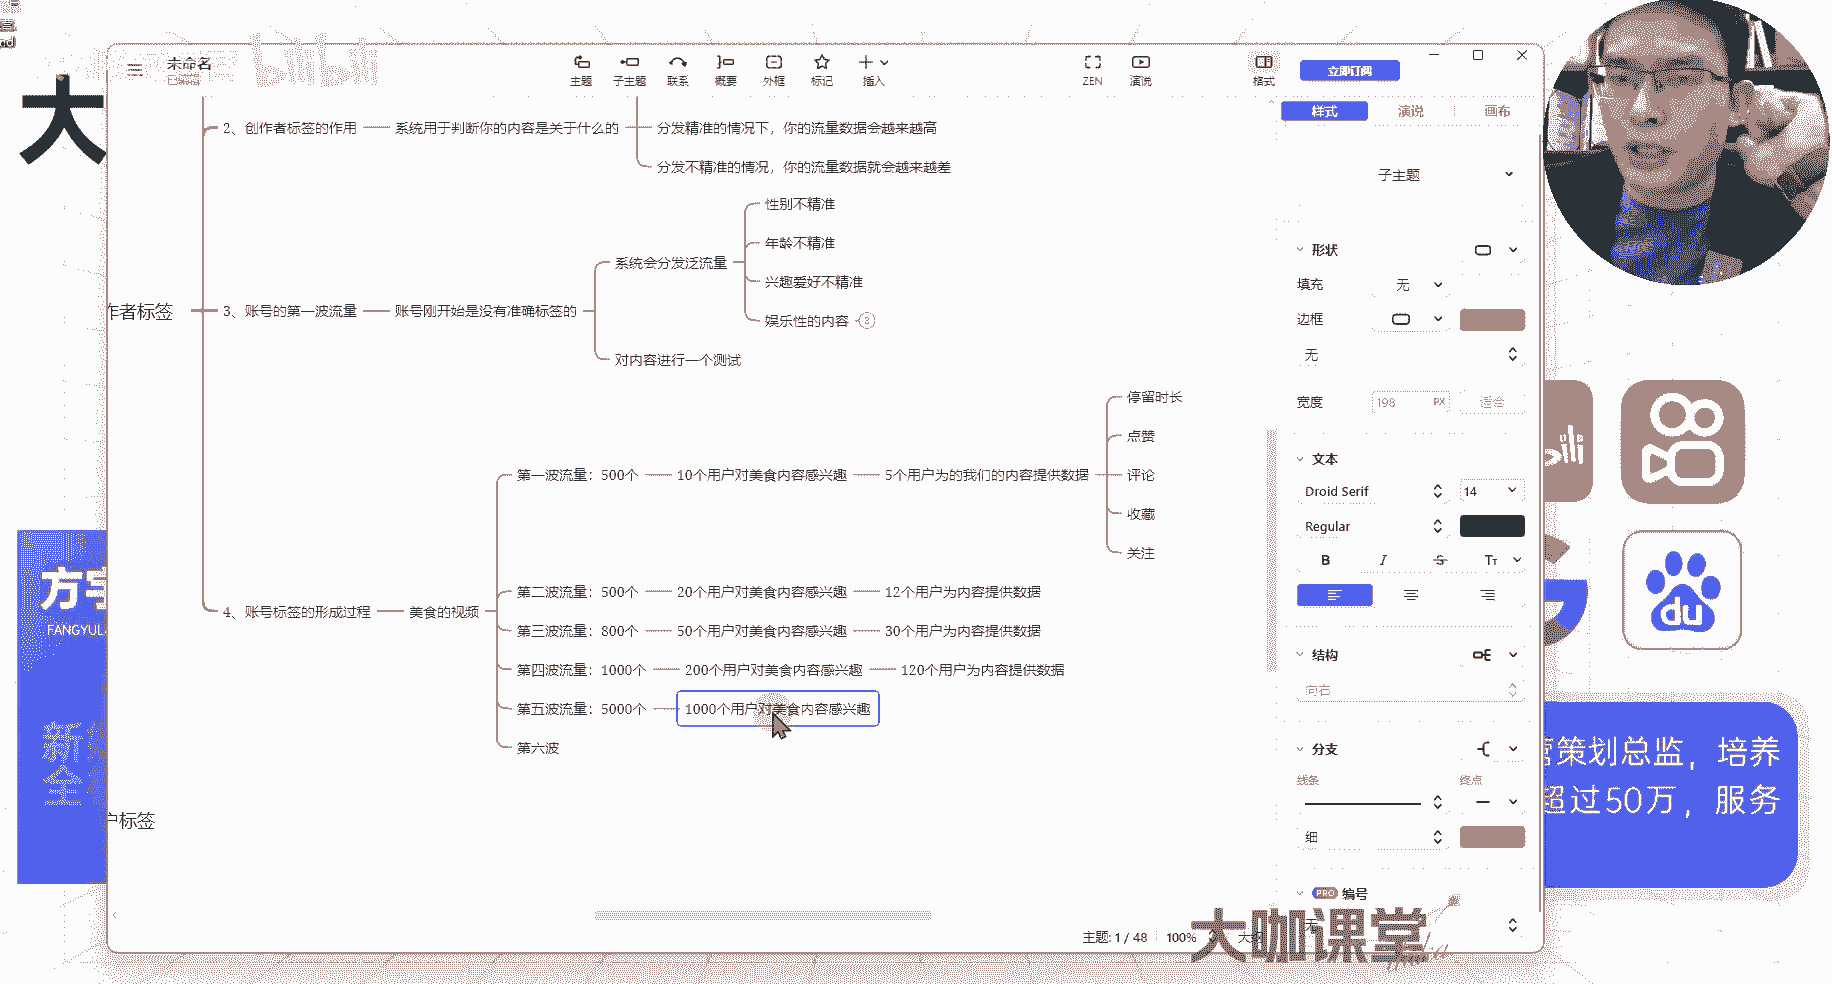 大
未命名
已编辑
bilibili
主题
子主题
联系
概要
外框
标记
插入
ZEN
演说
格式
立即订阅
样式
演说
画布
2、创作者标签的作用
系统用于判断你的内容是关于什么的
分发精准的情况下，你的流量数据会越来越高
分发不精准的情况，你的流量数据就会越来越差
作者标签
3、账号的第一波流量
账号刚开始是没有准确标签的
系统会分发泛流量
性别不精准
年龄不精准
兴趣爱好不精准
娱乐性的内容
2
对内容进行一个测试
4、账号标签的形成过程
美食的视频
第一波流量：500个
10个用户对美食内容感兴趣
5个用户为的我们的内容提供数据
停留时长
点赞
评论
收藏
关注
第二波流量：500个
20个用户对美食内容感兴趣
12个用户为内容提供数据
第三波流量：800个
50个用户对美食内容感兴趣
30个用户为内容提供数据
第四波流量：1000个
200个用户对美食内容感兴趣
120个用户为内容提供数据
第五波流量：5000个
1000个用户对美食内容感兴趣
第六波
户标签
子主题
形状
填充
无
边框
无
宽度
198
PX
适合
文本
Droid Serif
14
Regular
B
I
S
Tт
结构
向右
分支
线条
终点
细
PRO
编号
无
主题: 1 / 48
100%
大纲
大咖课堂
方宇
FANGYUL
新
全
du
营策划总监，培养
超过50万，服务